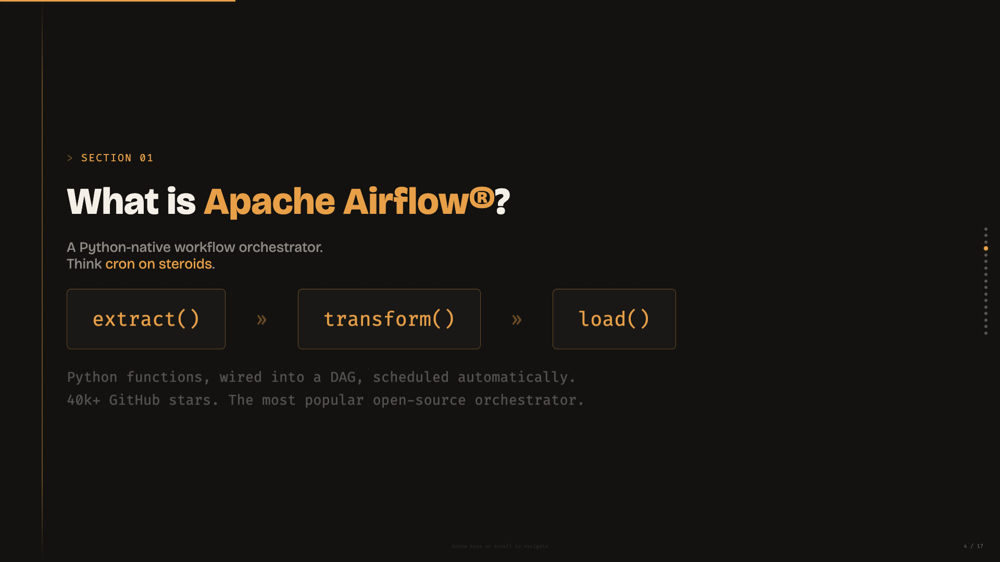 > SECTION 01
What is Apache Airflow®?
A Python-native workflow orchestrator.
Think cron on steroids.
extract() » transform() » load()
Python functions, wired into a DAG, scheduled automatically.
40k+ GitHub stars. The most popular open-source orchestrator.
Arrow keys or scroll to navigate
4 / 17